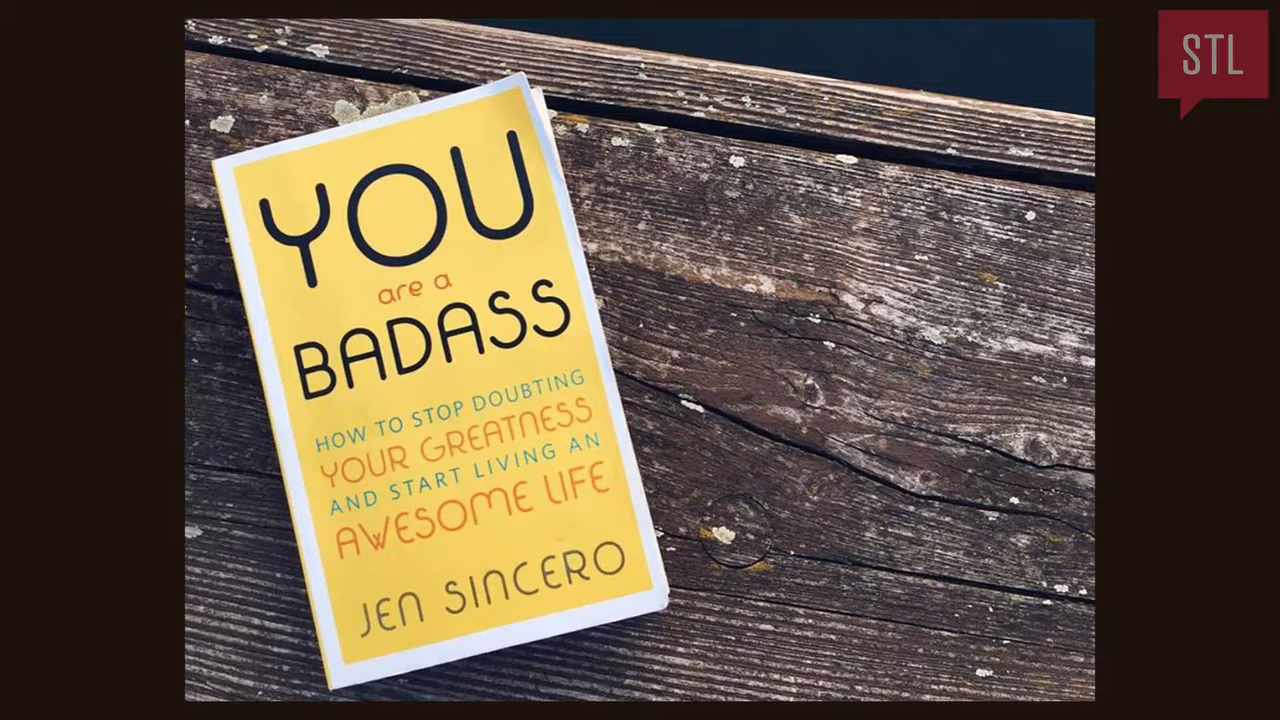 STL
YOU
are a
BADASS
HOW TO STOP DOUBTING
YOUR GREATNESS
AND START LIVING AN
AWESOME LIFE
JEN SINCERO